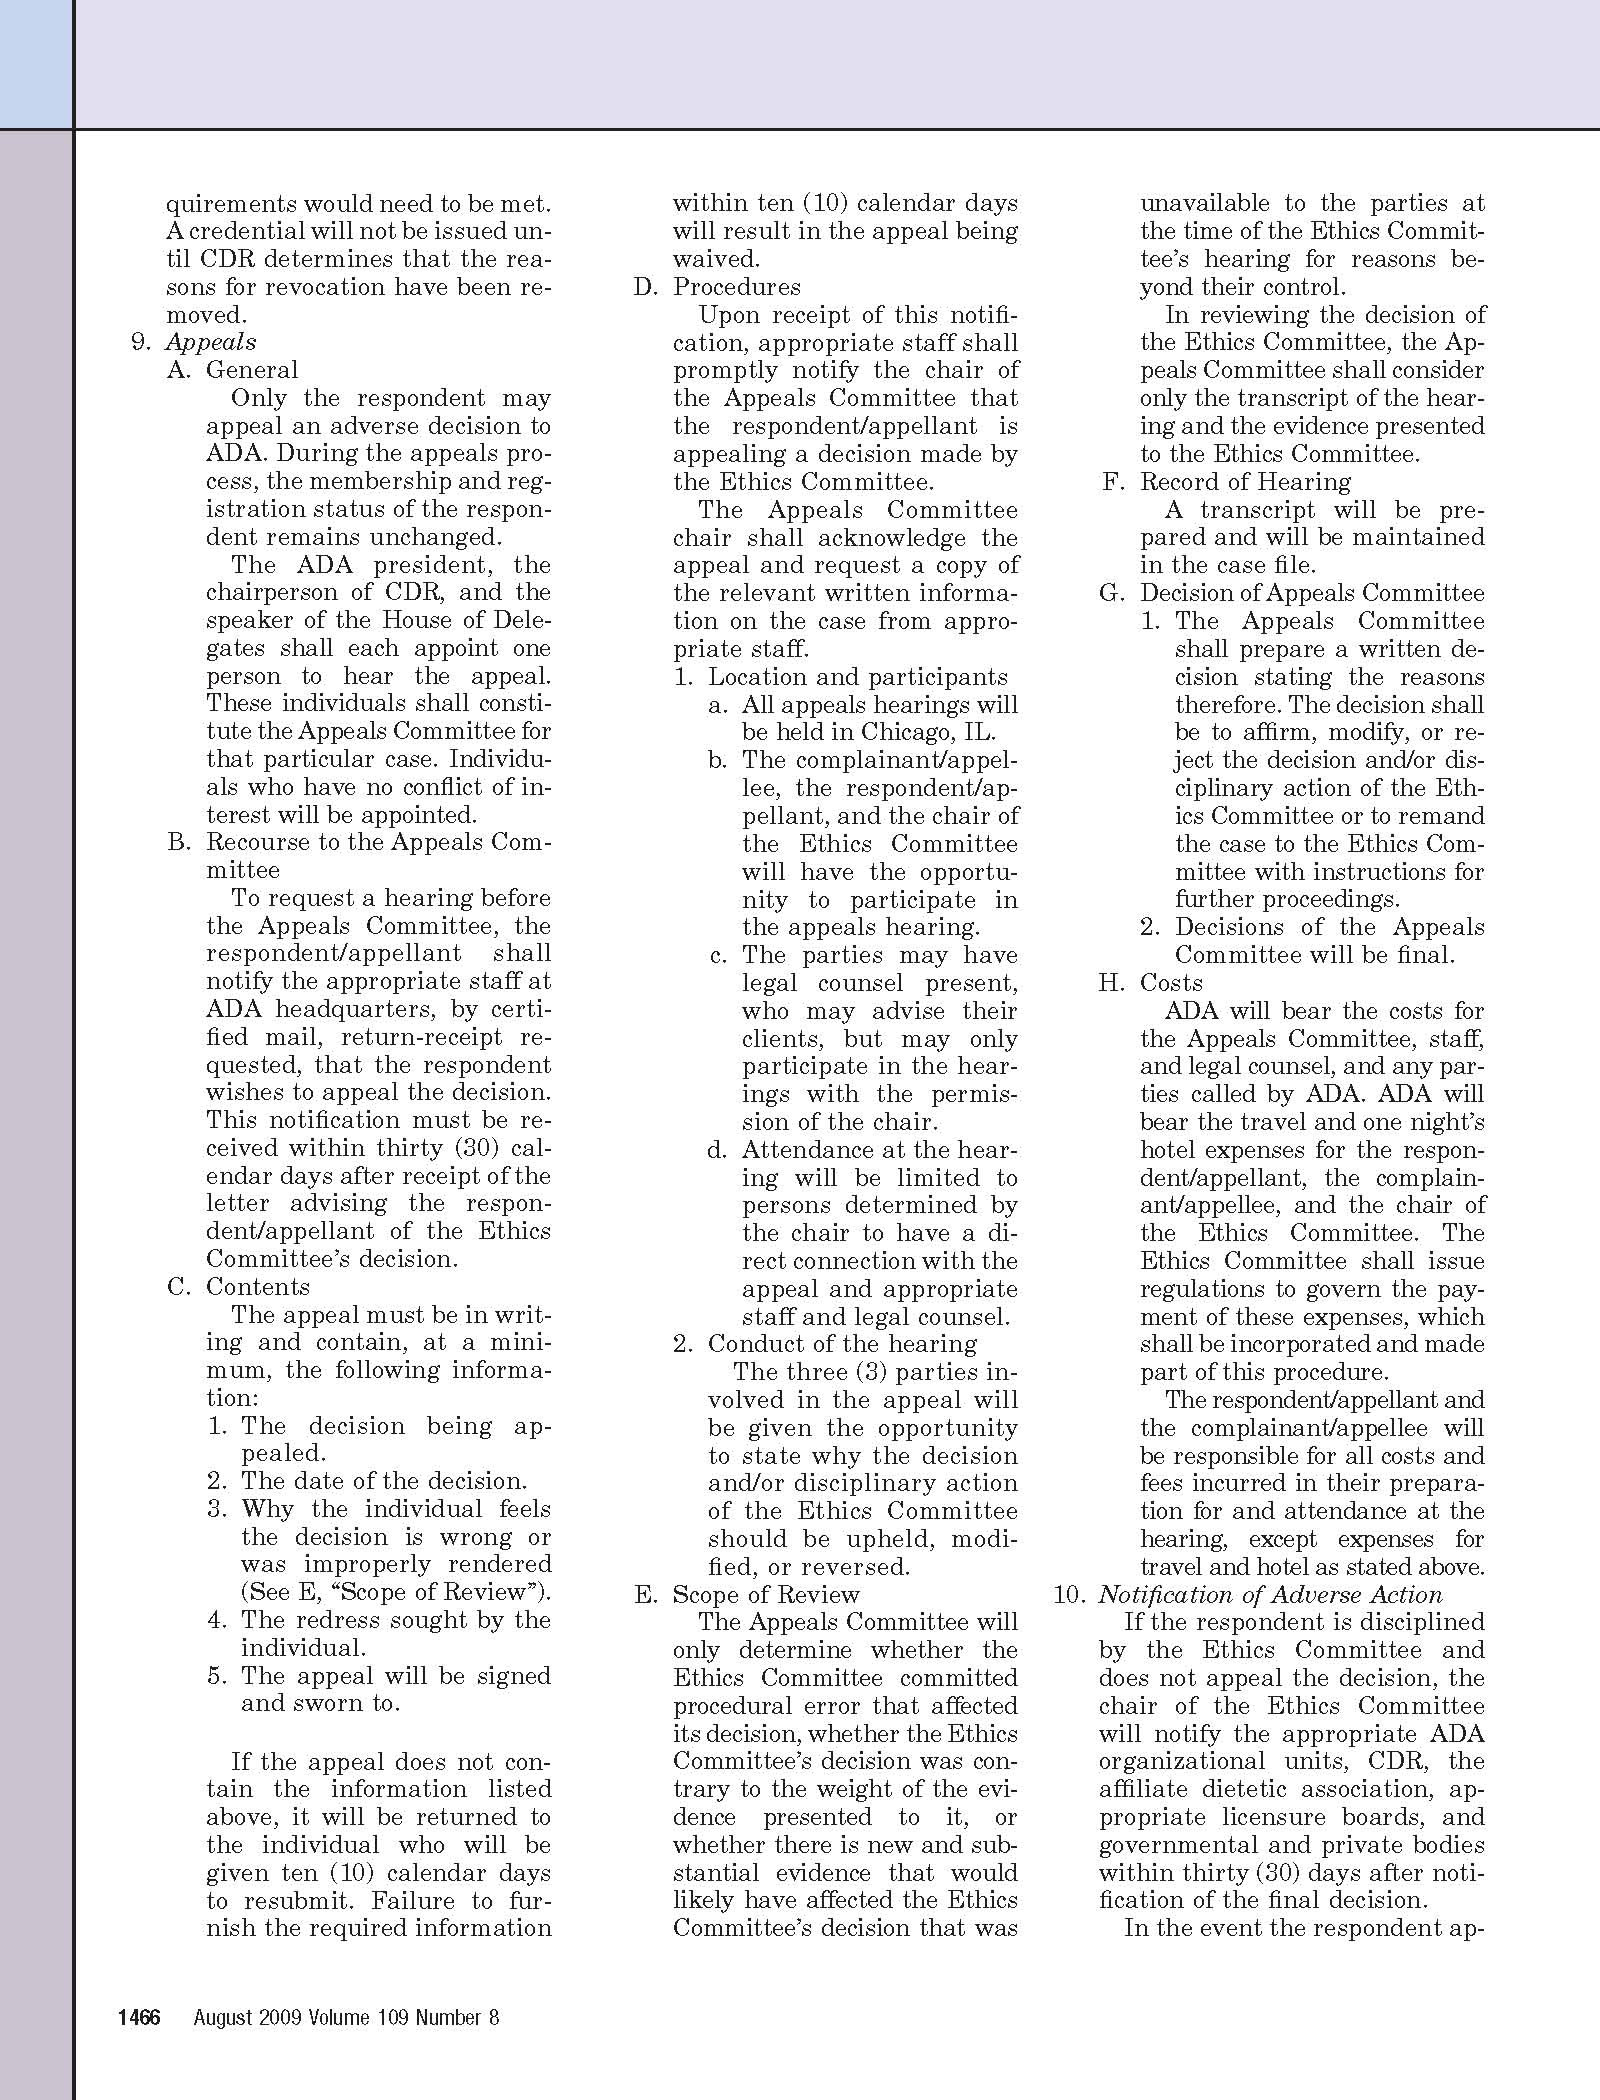 quirements would need to be met.
A credential will not be issued un-
til CDR determines that the rea-
sons for revocation have been re-
moved.
9. Appeals
A. General
Only the respondent may
appeal an adverse decision to
ADA. During the appeals pro-
cess, the membership and reg-
istration status of the respon-
dent remains unchanged.
The ADA president, the
chairperson of CDR, and the
speaker of the House of Dele-
gates shall each appoint one
person to hear the appeal.
These individuals shall consti-
tute the Appeals Committee for
that particular case. Individu-
als who have no conflict of in-
terest will be appointed.
B. Recourse to the Appeals Com-
mittee
To request a hearing before
the Appeals Committee, the
respondent/appellant shall
notify the appropriate staff at
ADA headquarters, by certi-
fied mail, return-receipt re-
quested, that the respondent
wishes to appeal the decision.
This notification must be re-
ceived within thirty (30) cal-
endar days after receipt of the
letter advising the respon-
dent/appellant of the Ethics
Committee’s decision.
C. Contents
The appeal must be in writ-
ing and contain, at a mini-
mum, the following informa-
tion:
1. The decision being ap-
pealed.
2. The date of the decision.
3. Why the individual feels
the decision is wrong or
was improperly rendered
(See E, “Scope of Review”).
4. The redress sought by the
individual.
5. The appeal will be signed
and sworn to.
If the appeal does not con-
tain the information listed
above, it will be returned to
the individual who will be
given ten (10) calendar days
to resubmit. Failure to fur-
nish the required information
within ten (10) calendar days
will result in the appeal being
waived.
D. Procedures
Upon receipt of this notifi-
cation, appropriate staff shall
promptly notify the chair of
the Appeals Committee that
the respondent/appellant is
appealing a decision made by
the Ethics Committee.
The Appeals Committee
chair shall acknowledge the
appeal and request a copy of
the relevant written informa-
tion on the case from appro-
priate staff.
1. Location and participants
a. All appeals hearings will
be held in Chicago, IL.
b. The complainant/appel-
lee, the respondent/ap-
pellant, and the chair of
the Ethics Committee
will have the opportu-
nity to participate in
the appeals hearing.
c. The parties may have
legal counsel present,
who may advise their
clients, but may only
participate in the hear-
ings with the permis-
sion of the chair.
d. Attendance at the hear-
ing will be limited to
persons determined by
the chair to have a di-
rect connection with the
appeal and appropriate
staff and legal counsel.
2. Conduct of the hearing
The three (3) parties in-
volved in the appeal will
be given the opportunity
to state why the decision
and/or disciplinary action
of the Ethics Committee
should be upheld, modi-
fied, or reversed.
E. Scope of Review
The Appeals Committee will
only determine whether the
Ethics Committee committed
procedural error that affected
its decision, whether the Ethics
Committee’s decision was con-
trary to the weight of the evi-
dence presented to it, or
whether there is new and sub-
stantial evidence that would
likely have affected the Ethics
Committee’s decision that was
unavailable to the parties at
the time of the Ethics Commit-
tee’s hearing for reasons be-
yond their control.
In reviewing the decision of
the Ethics Committee, the Ap-
peals Committee shall consider
only the transcript of the hear-
ing and the evidence presented
to the Ethics Committee.
F. Record of Hearing
A transcript will be pre-
pared and will be maintained
in the case file.
G. Decision of Appeals Committee
1. The Appeals Committee
shall prepare a written de-
cision stating the reasons
therefore. The decision shall
be to affirm, modify, or re-
ject the decision and/or dis-
ciplinary action of the Eth-
ics Committee or to remand
the case to the Ethics Com-
mittee with instructions for
further proceedings.
2. Decisions of the Appeals
Committee will be final.
H. Costs
ADA will bear the costs for
the Appeals Committee, staff,
and legal counsel, and any par-
ties called by ADA. ADA will
bear the travel and one night’s
hotel expenses for the respon-
dent/appellant, the complain-
ant/appellee, and the chair of
the Ethics Committee. The
Ethics Committee shall issue
regulations to govern the pay-
ment of these expenses, which
shall be incorporated and made
part of this procedure.
The respondent/appellant and
the complainant/appellee will
be responsible for all costs and
fees incurred in their prepara-
tion for and attendance at the
hearing, except expenses for
travel and hotel as stated above.
10. Notification of Adverse Action
If the respondent is disciplined
by the Ethics Committee and
does not appeal the decision, the
chair of the Ethics Committee
will notify the appropriate ADA
organizational units, CDR, the
affiliate dietetic association, ap-
propriate licensure boards, and
governmental and private bodies
within thirty (30) days after noti-
fication of the final decision.
In the event the respondent ap-
1466 August 2009 Volume 109 Number 8